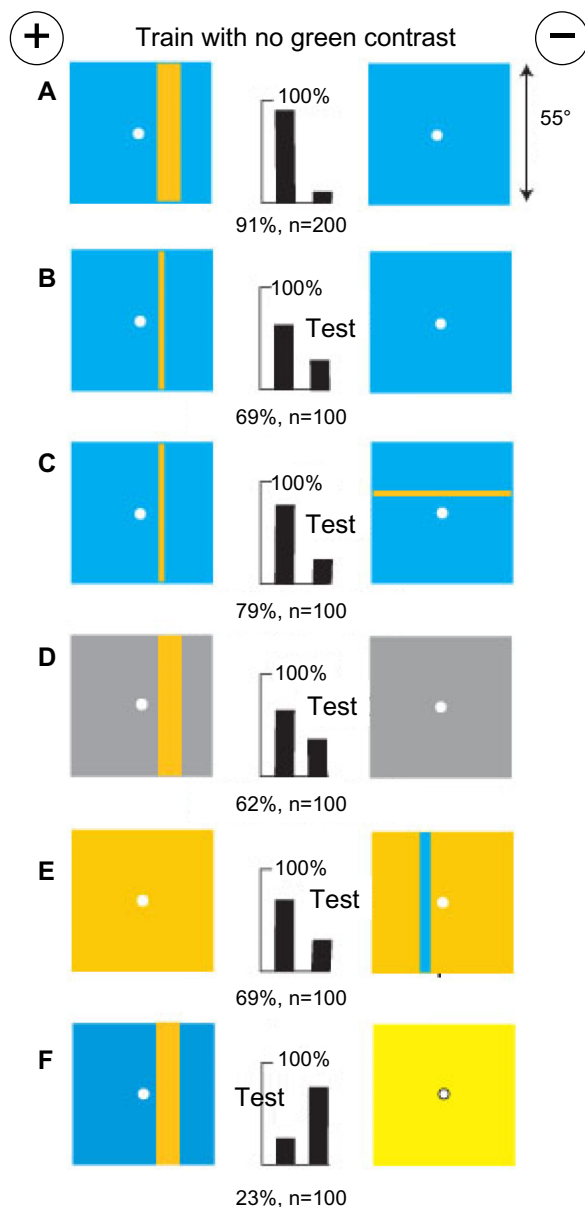 + Train with no green contrast −
A
100%
55°
91%, n=200
B
100%
Test
69%, n=100
C
100%
Test
79%, n=100
D
100%
Test
62%, n=100
E
100%
Test
69%, n=100
F
100%
Test
23%, n=100